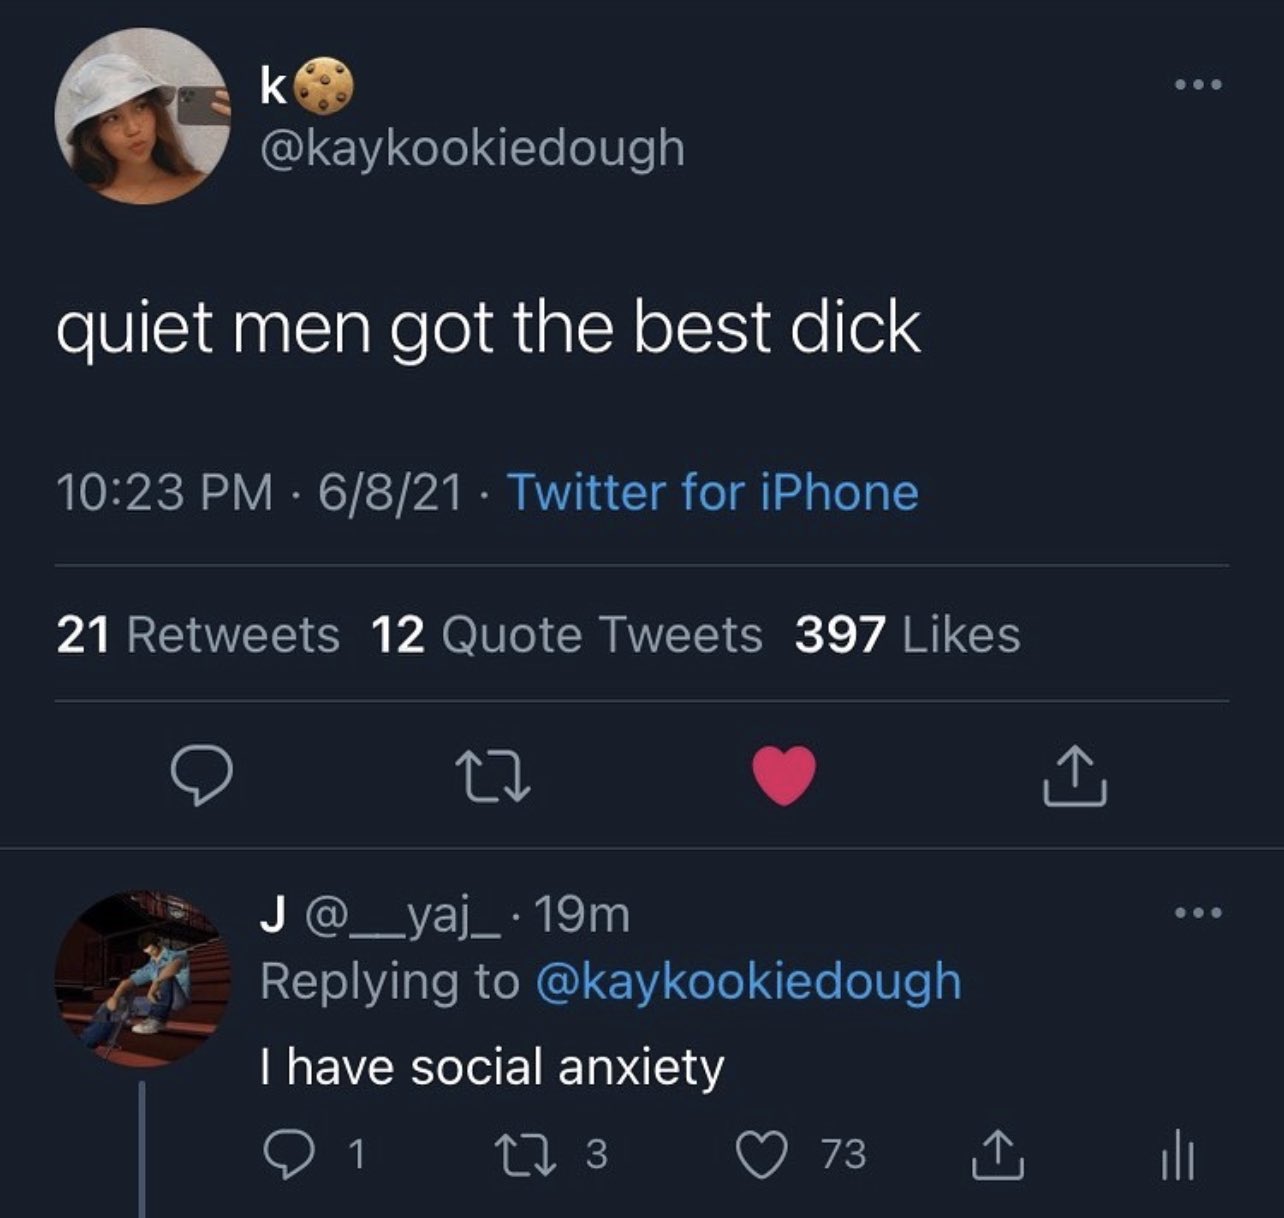 k🍪
@kaykookiedough
quiet men got the best dick
10:23 PM · 6/8/21 · Twitter for iPhone
21 Retweets 12 Quote Tweets 397 Likes
J @__yaj_ · 19m
Replying to @kaykookiedough
I have social anxiety
1 3 73